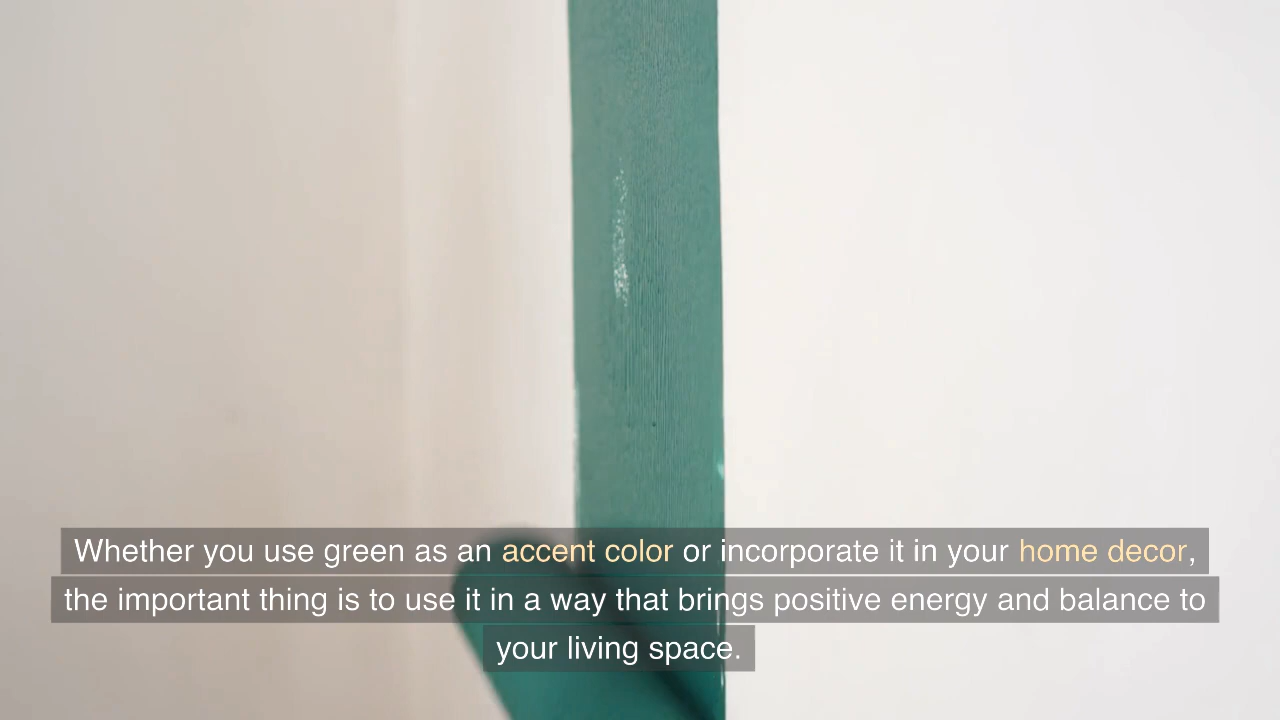 Whether you use green as an accent color or incorporate it in your home decor,
the important thing is to use it in a way that brings positive energy and balance to
your living space.